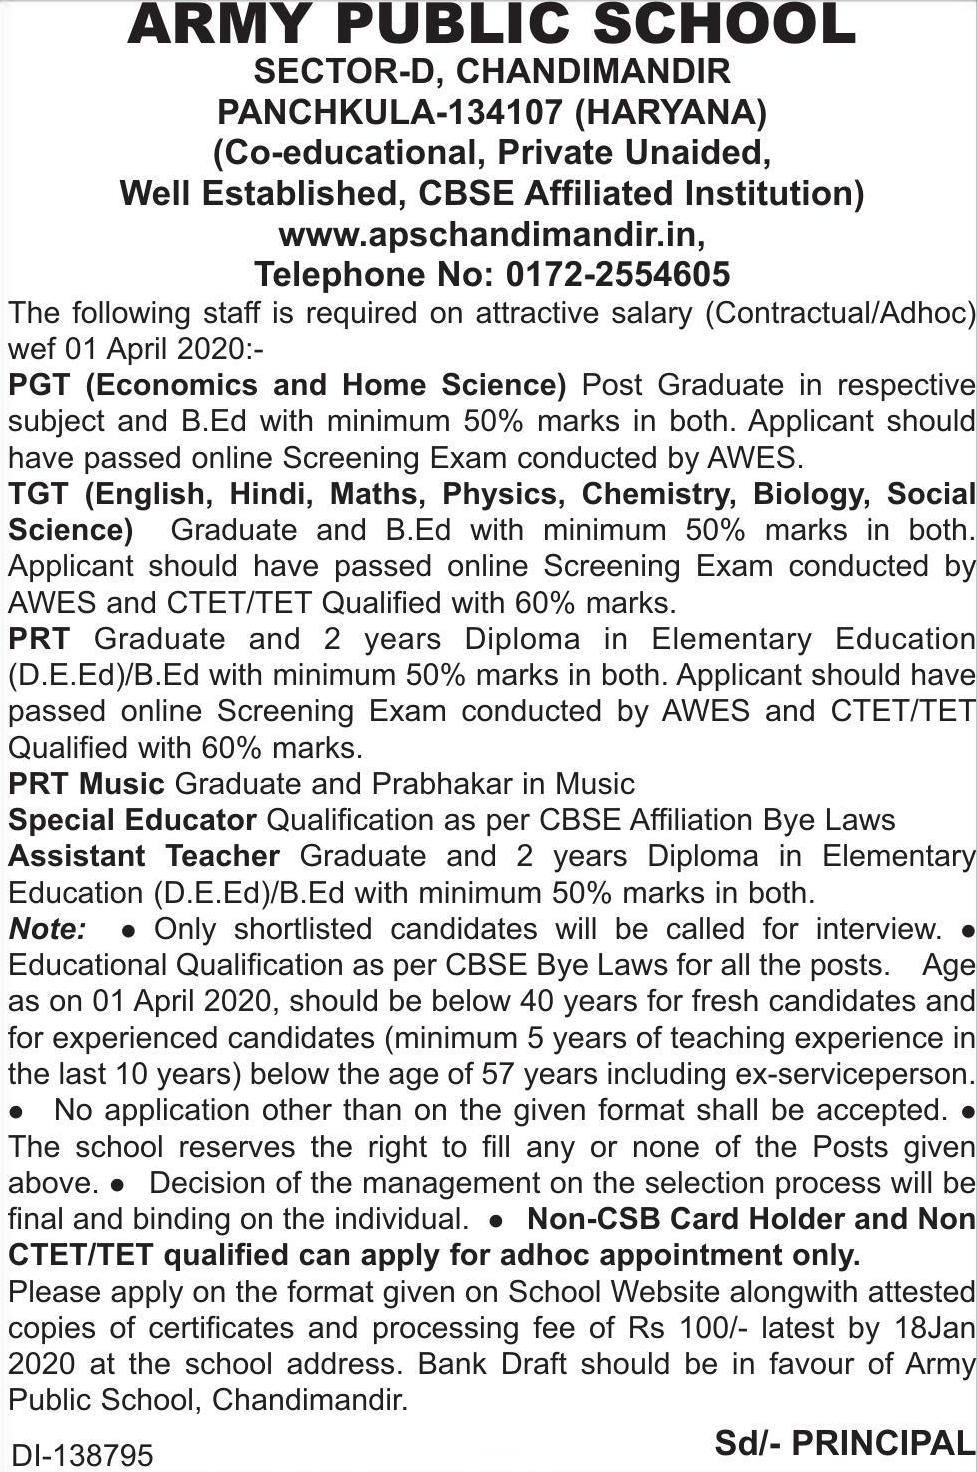 ARMY PUBLIC SCHOOL
SECTOR-D, CHANDIMANDIR
PANCHKULA-134107 (HARYANA)
(Co-educational, Private Unaided,
Well Established, CBSE Affiliated Institution)
www.apschandimandir.in,
Telephone No: 0172-2554605
The following staff is required on attractive salary (Contractual/Adhoc)
wef 01 April 2020:-
PGT (Economics and Home Science) Post Graduate in respective
subject and B.Ed with minimum 50% marks in both. Applicant should
have passed online Screening Exam conducted by AWES.
TGT (English, Hindi, Maths, Physics, Chemistry, Biology, Social
Science) Graduate and B.Ed with minimum 50% marks in both.
Applicant should have passed online Screening Exam conducted by
AWES and CTET/TET Qualified with 60% marks.
PRT Graduate and 2 years Diploma in Elementary Education
(D.E.Ed)/B.Ed with minimum 50% marks in both. Applicant should have
passed online Screening Exam conducted by AWES and CTET/TET
Qualified with 60% marks.
PRT Music Graduate and Prabhakar in Music
Special Educator Qualification as per CBSE Affiliation Bye Laws
Assistant Teacher Graduate and 2 years Diploma in Elementary
Education (D.E.Ed)/B.Ed with minimum 50% marks in both.
Note: ● Only shortlisted candidates will be called for interview. ●
Educational Qualification as per CBSE Bye Laws for all the posts. Age
as on 01 April 2020, should be below 40 years for fresh candidates and
for experienced candidates (minimum 5 years of teaching experience in
the last 10 years) below the age of 57 years including ex-serviceperson.
● No application other than on the given format shall be accepted. ●
The school reserves the right to fill any or none of the Posts given
above. ● Decision of the management on the selection process will be
final and binding on the individual. ● Non-CSB Card Holder and Non
CTET/TET qualified can apply for adhoc appointment only.
Please apply on the format given on School Website alongwith attested
copies of certificates and processing fee of Rs 100/- latest by 18Jan
2020 at the school address. Bank Draft should be in favour of Army
Public School, Chandimandir.
Sd/- PRINCIPAL
DI-138795